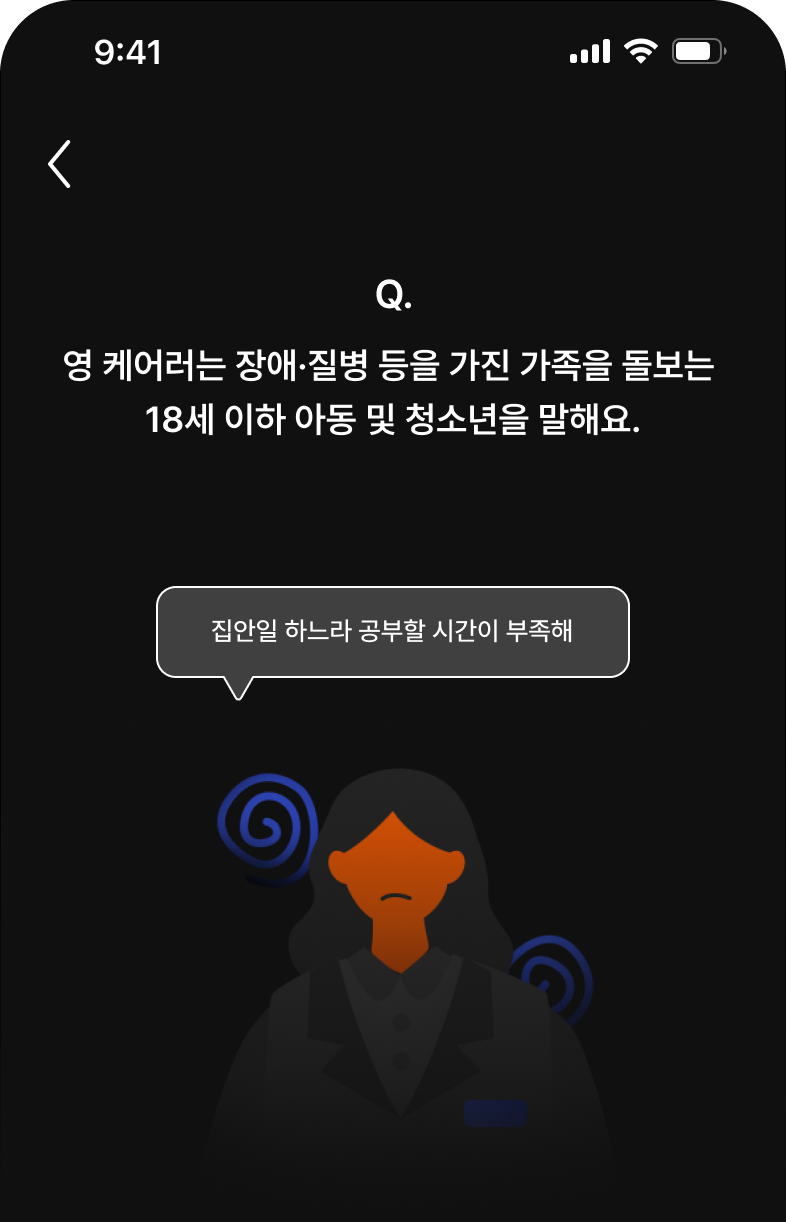 9:41
Q.
영 케어러는 장애·질병 등을 가진 가족을 돌보는
18세 이하 아동 및 청소년을 말해요.
집안일 하느라 공부할 시간이 부족해